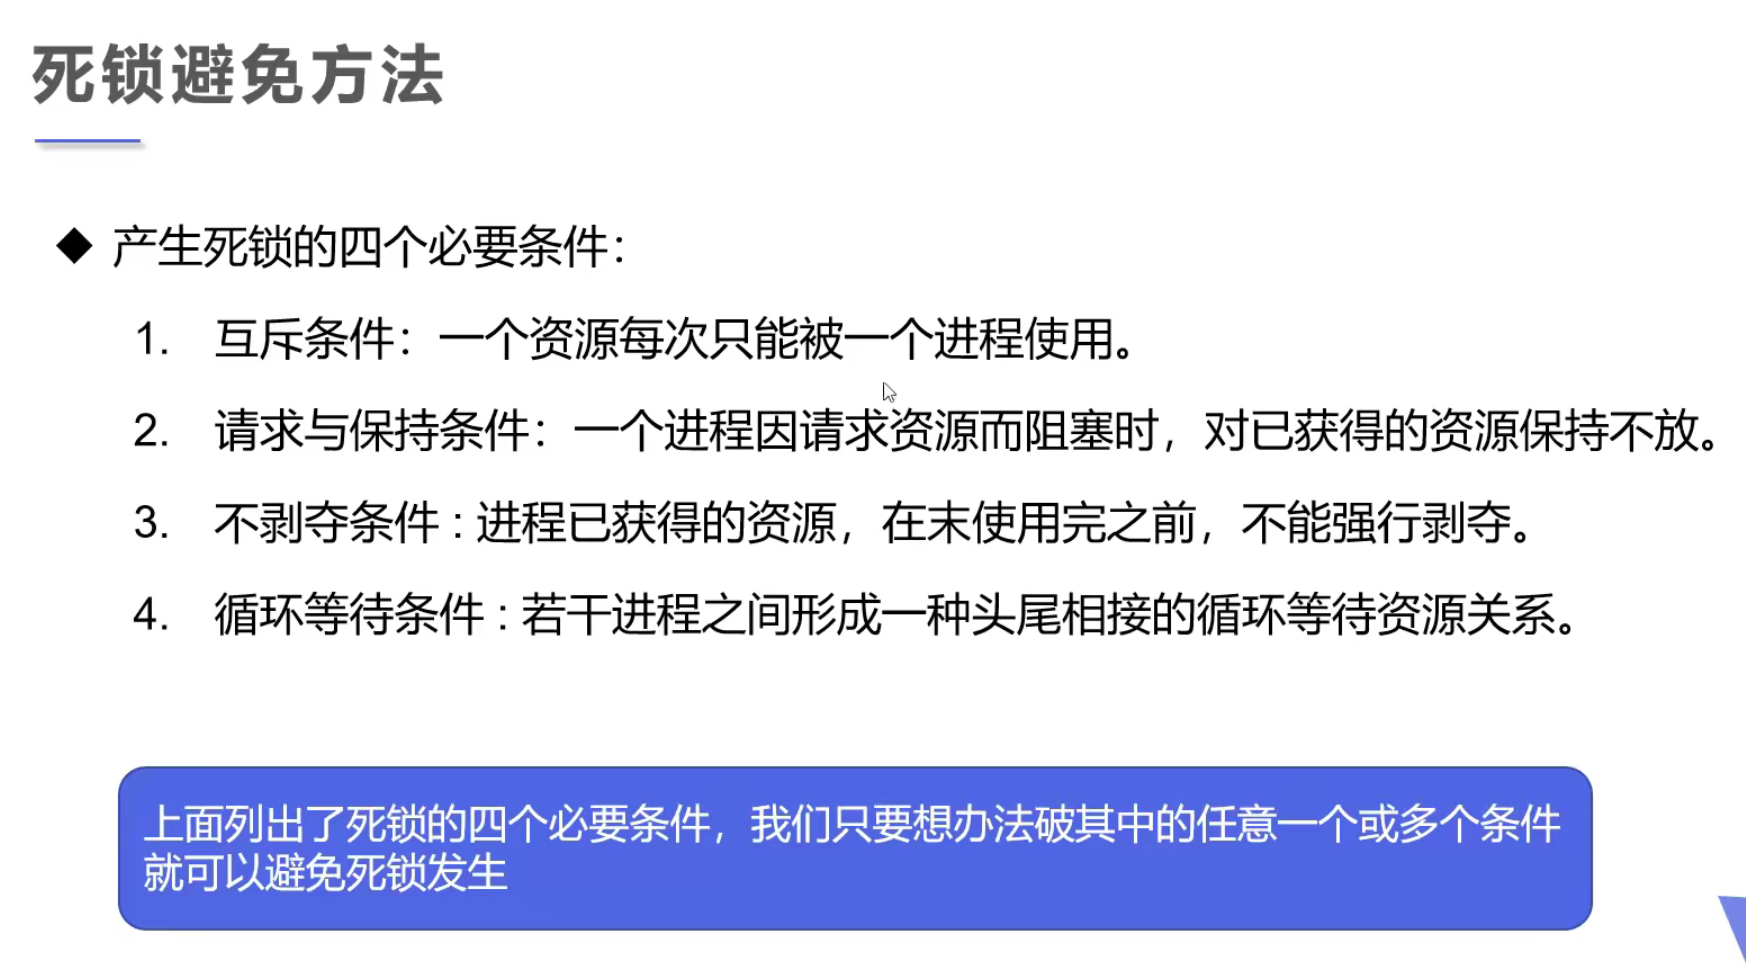 死锁避免方法
◆ 产生死锁的四个必要条件：
1. 互斥条件：一个资源每次只能被一个进程使用。
2. 请求与保持条件：一个进程因请求资源而阻塞时，对已获得的资源保持不放。
3. 不剥夺条件 : 进程已获得的资源，在末使用完之前，不能强行剥夺。
4. 循环等待条件 : 若干进程之间形成一种头尾相接的循环等待资源关系。
上面列出了死锁的四个必要条件，我们只要想办法破其中的任意一个或多个条件
就可以避免死锁发生